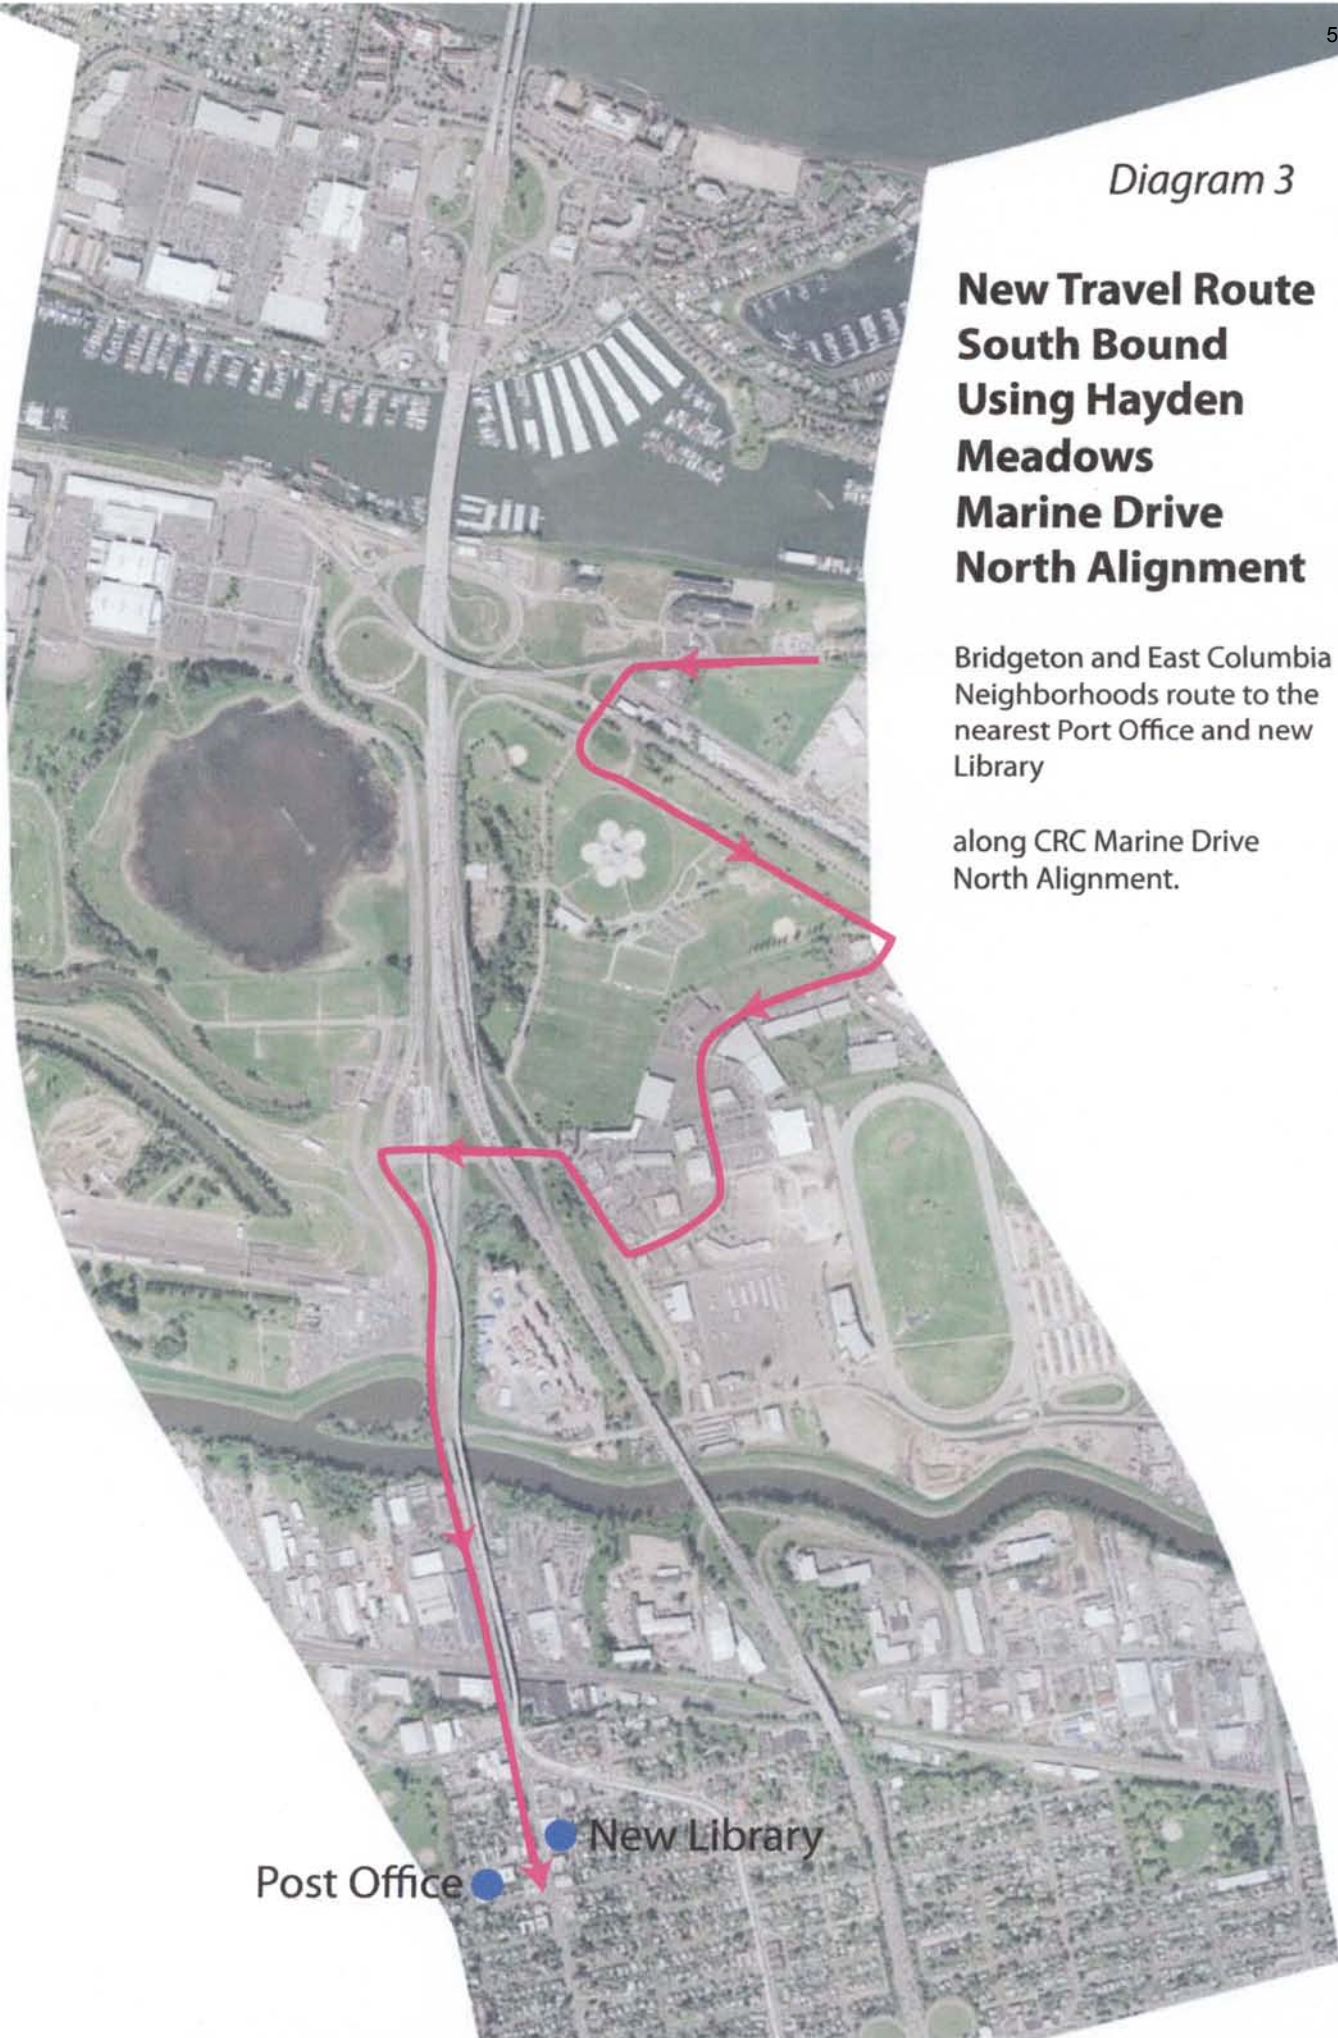 5
Diagram 3
New Travel Route
South Bound
Using Hayden
Meadows
Marine Drive
North Alignment
Bridgeton and East Columbia
Neighborhoods route to the
nearest Port Office and new
Library
along CRC Marine Drive
North Alignment.
New Library
Post Office